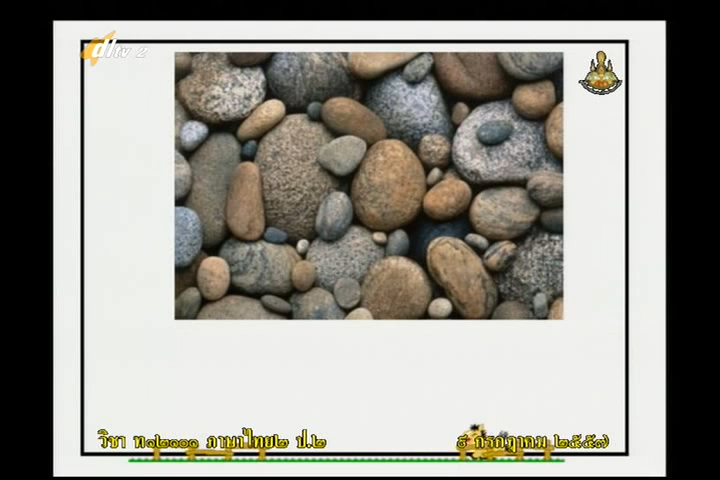 dltv 2
วิชา ท๑๒๑๐๑ ภาษาไทย๒ ป.๒
๙ กรกฎาคม ๒๕๕๗